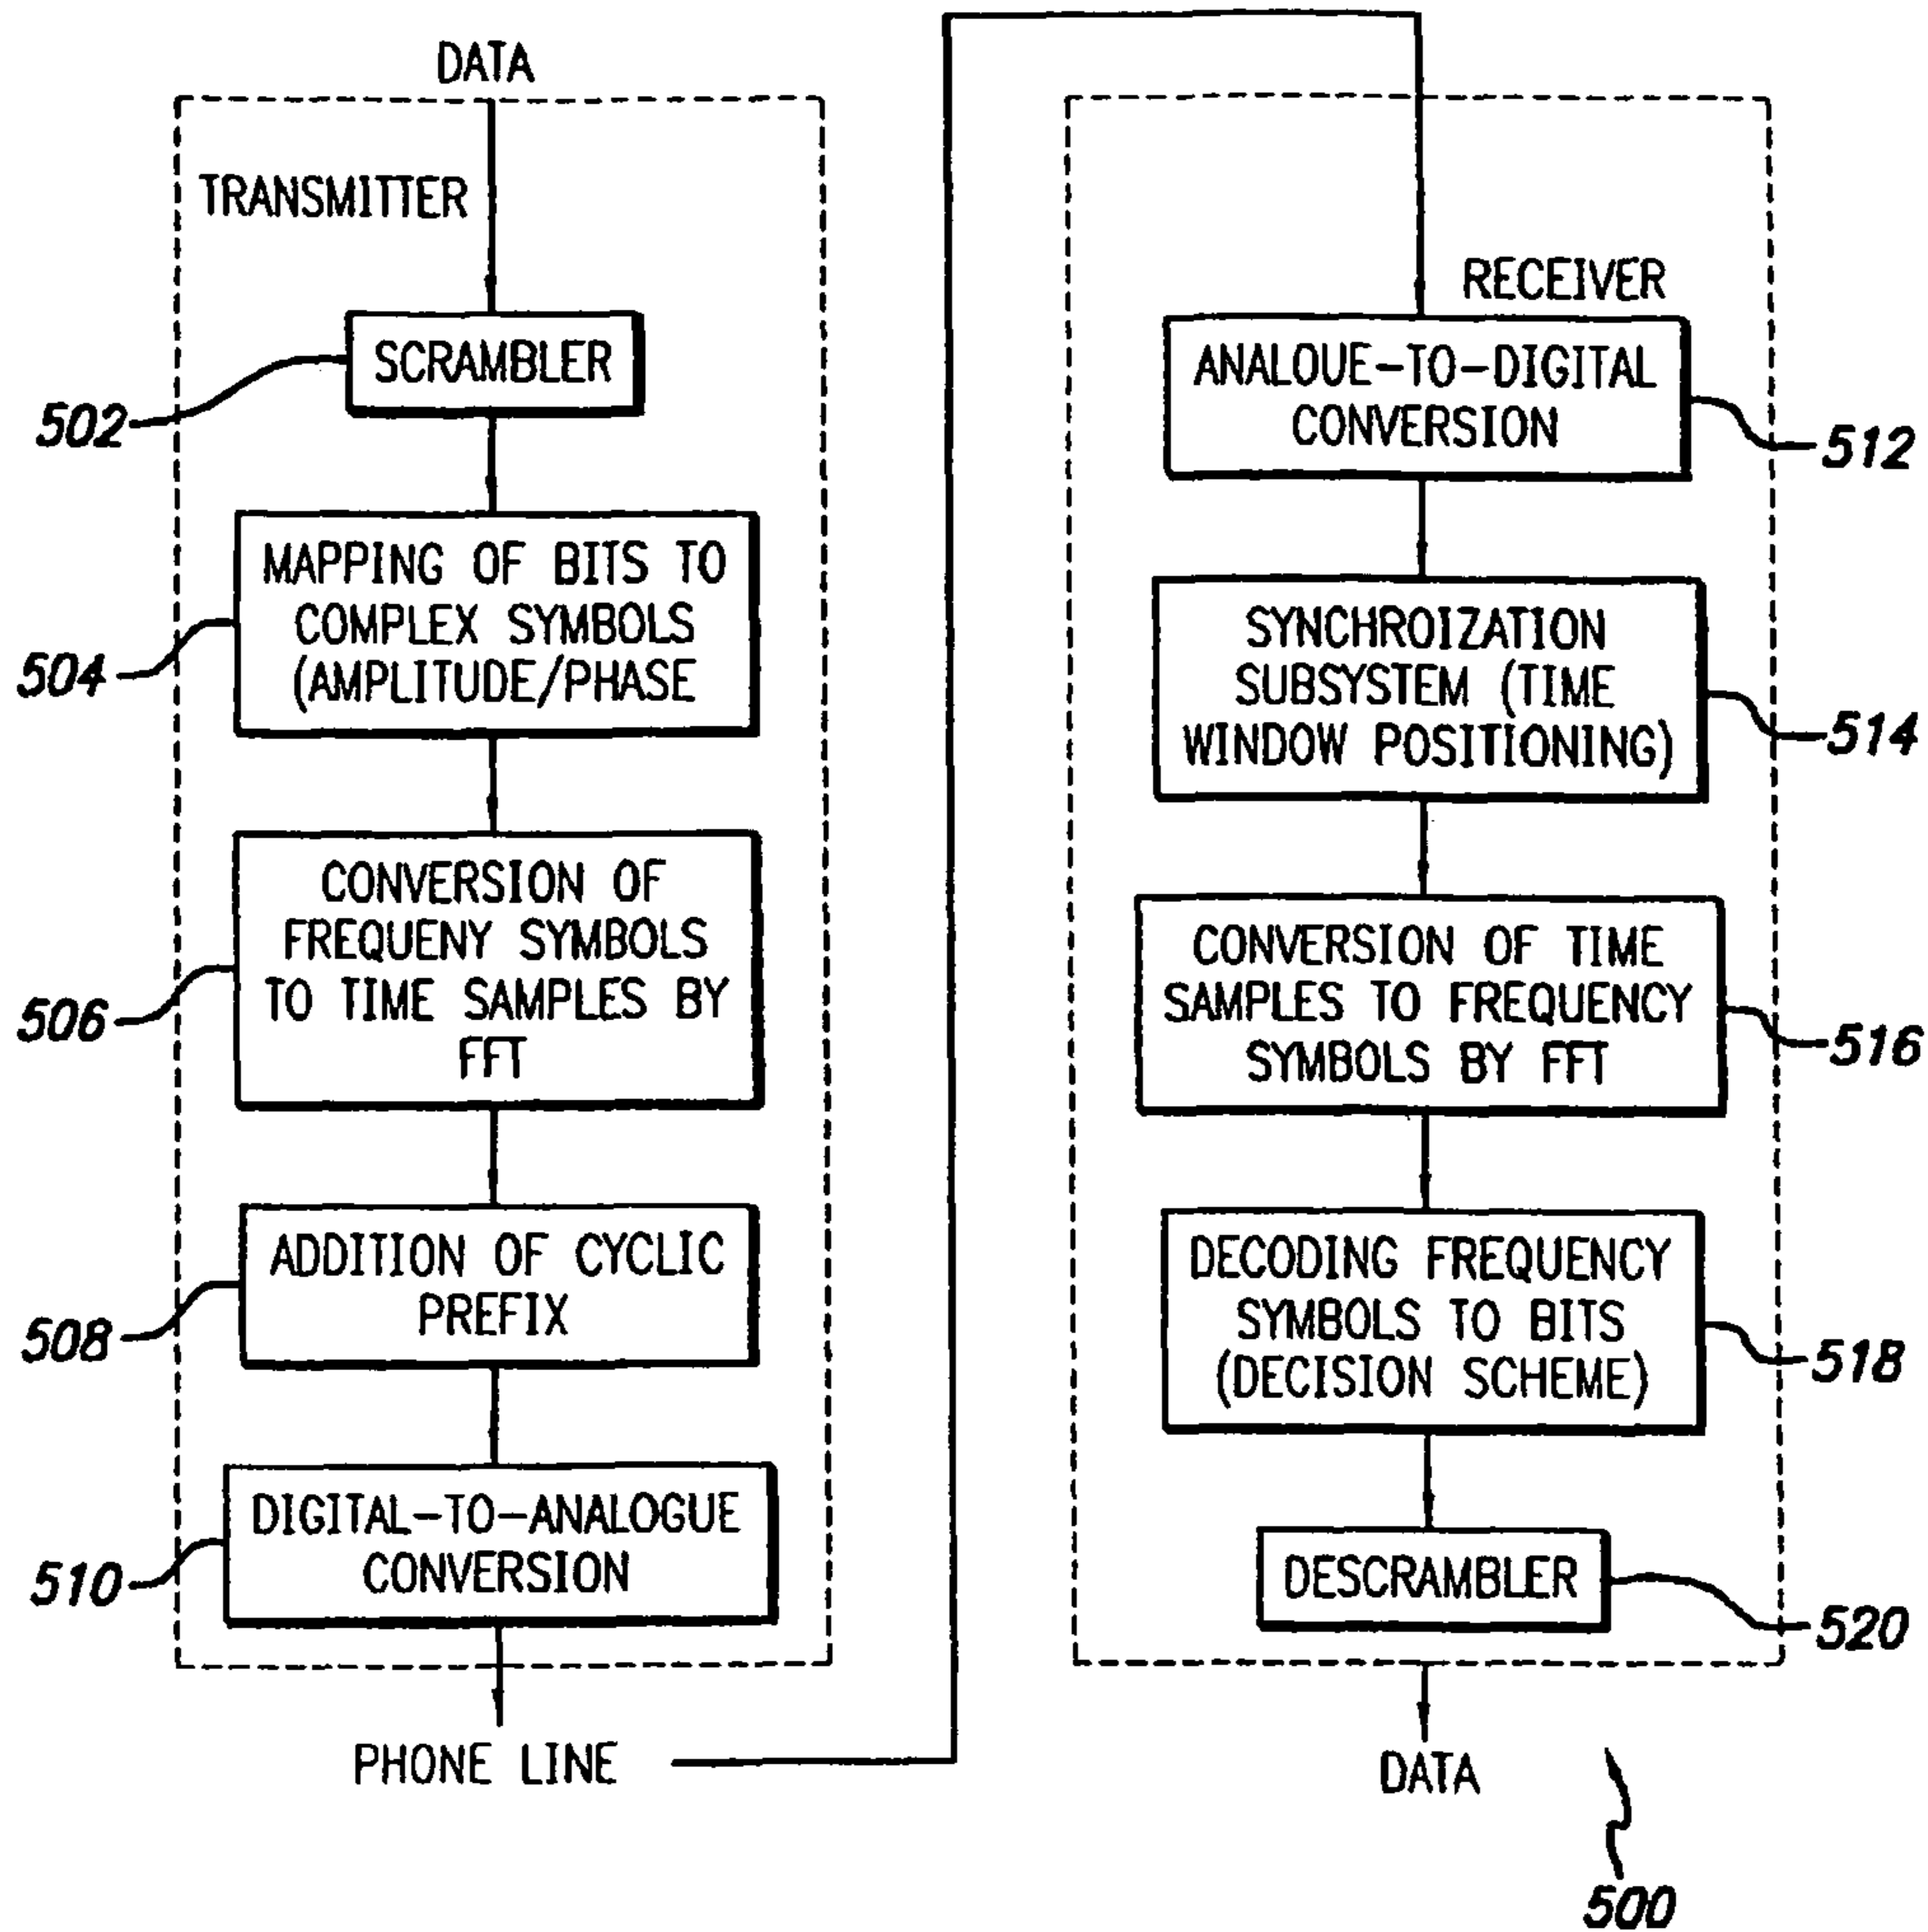 DATA
TRANSMITTER
SCRAMBLER
502
MAPPING OF BITS TO
COMPLEX SYMBOLS
(AMPLITUDE/PHASE
504
CONVERSION OF
FREQUENY SYMBOLS
TO TIME SAMPLES BY
FFT
506
ADDITION OF CYCLIC
PREFIX
508
DIGITAL-TO-ANALOGUE
CONVERSION
510
PHONE LINE
RECEIVER
ANALOUE-TO-DIGITAL
CONVERSION
512
SYNCHROIZATION
SUBSYSTEM (TIME
WINDOW POSITIONING)
514
CONVERSION OF TIME
SAMPLES TO FREQUENCY
SYMBOLS BY FFT
516
DECODING FREQUENCY
SYMBOLS TO BITS
(DECISION SCHEME)
518
DESCRAMBLER
520
DATA
500